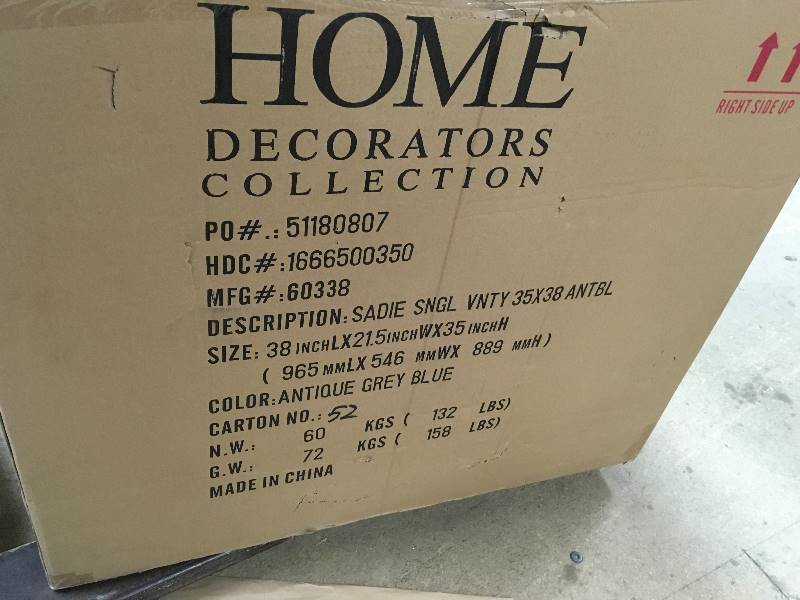 HOME
DECORATORS
COLLECTION
RIGHT SIDE UP
PO#.: 51180807
HDC#:1666500350
MFG#:60338
DESCRIPTION: SADIE SNGL VNTY 35X38 ANTBL
SIZE: 38 INCHLX21.5INCHWX35 INCHH
( 965 MMLX 546 MMWX 889 MMH )
COLOR:ANTIQUE GREY BLUE
CARTON NO.: 52
N.W.: 60 KGS ( 132 LBS)
G.W.: 72 KGS ( 158 LBS)
MADE IN CHINA